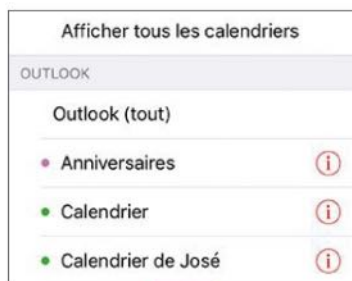 Afficher tous les calendriers
OUTLOOK
Outlook (tout)
Anniversaires
Calendrier
Calendrier de José